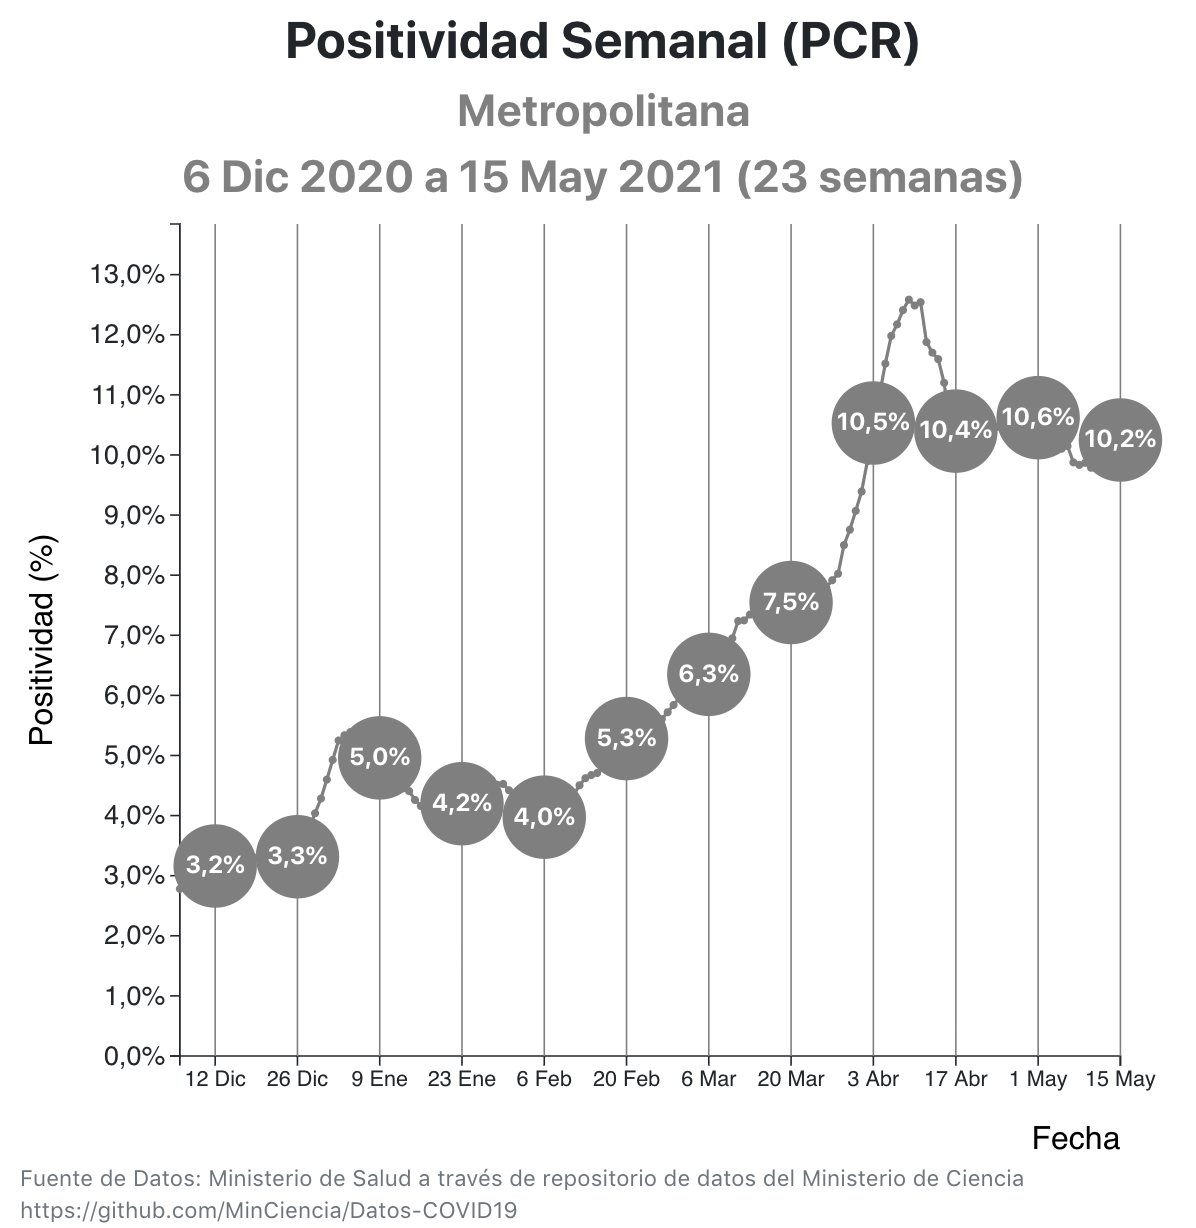 Positividad Semanal (PCR)
Metropolitana
6 Dic 2020 a 15 May 2021 (23 semanas)
Positividad (%)
13,0%
12,0%
11,0%
10,0%
9,0%
8,0%
7,0%
6,0%
5,0%
4,0%
3,0%
2,0%
1,0%
0,0%
3,2%
3,3%
5,0%
4,2%
4,0%
5,3%
6,3%
7,5%
10,5%
10,4%
10,6%
10,2%
12 Dic
26 Dic
9 Ene
23 Ene
6 Feb
20 Feb
6 Mar
20 Mar
3 Abr
17 Abr
1 May
15 May
Fecha
Fuente de Datos: Ministerio de Salud a través de repositorio de datos del Ministerio de Ciencia
https://github.com/MinCiencia/Datos-COVID19